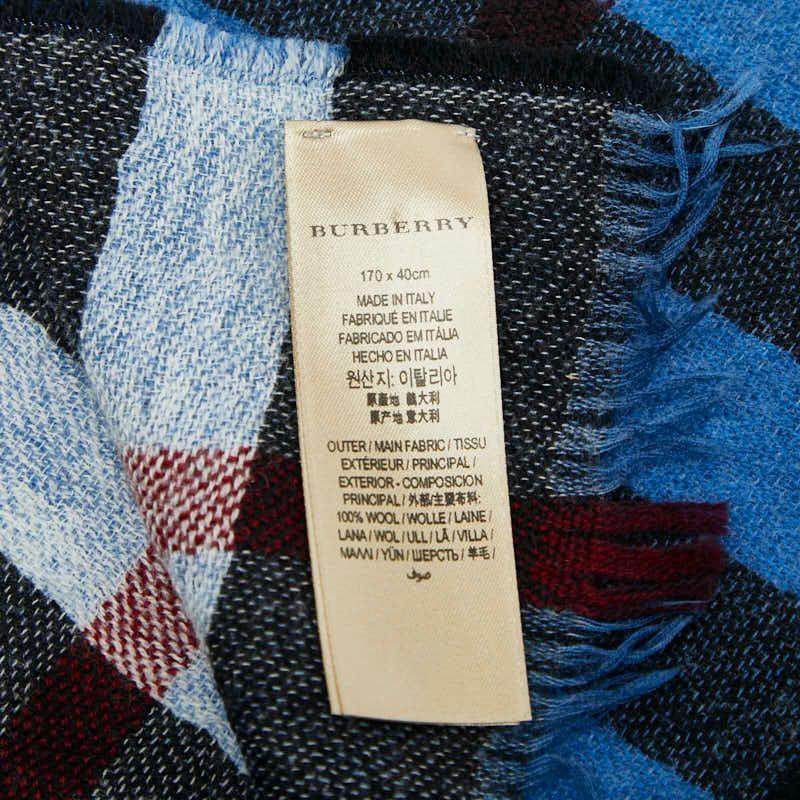 BURBERRY
170 x 40cm
MADE IN ITALY
FABRIQUÉ EN ITALIE
FABRICADO EM ITÁLIA
HECHO EN ITALIA
원산지: 이탈리아
原產地 義大利
原产地 意大利
OUTER / MAIN FABRIC / TISSU
EXTÉRIEUR / PRINCIPAL /
EXTERIOR - COMPOSICION
PRINCIPAL / 外部/主要布料:
100% WOOL / WOLLE / LAINE /
LANA / WOL / ULL / LÃ / VILLA /
ΜΑΛΛΙ / YÜN / ШЕРСТЬ / 羊毛 /
صوف